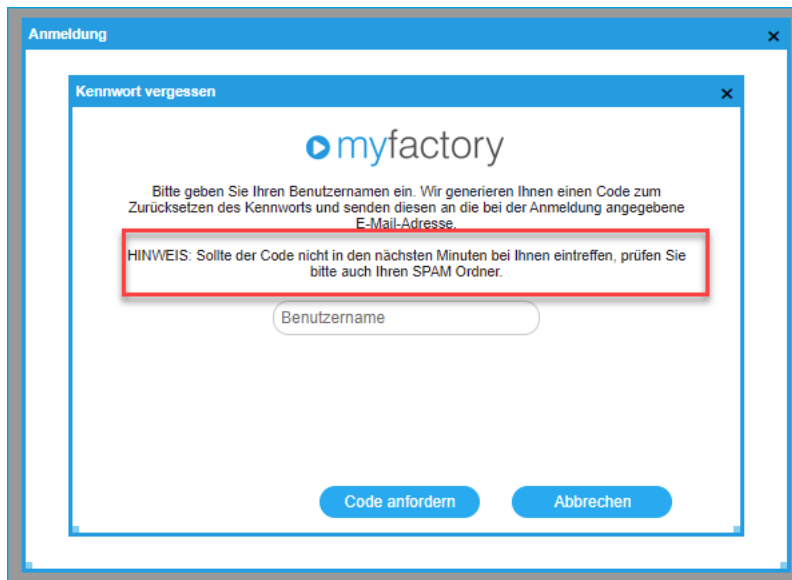 Anmeldung
Kennwort vergessen
myfactory
Bitte geben Sie Ihren Benutzernamen ein. Wir generieren Ihnen einen Code zum
Zurücksetzen des Kennworts und senden diesen an die bei der Anmeldung angegebene
E-Mail-Adresse.
HINWEIS: Sollte der Code nicht in den nächsten Minuten bei Ihnen eintreffen, prüfen Sie
bitte auch Ihren SPAM Ordner.
Benutzername
Code anfordern Abbrechen